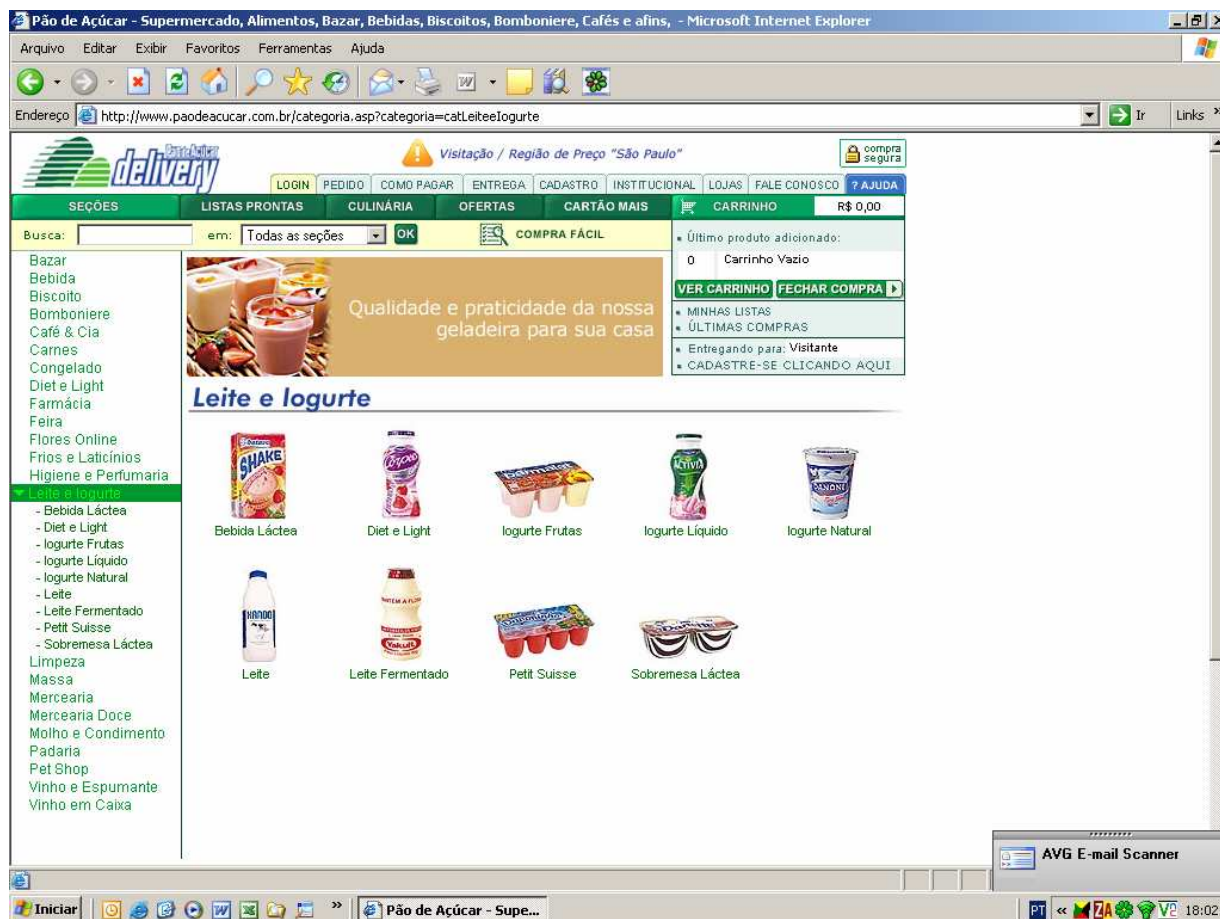 Pão de Açúcar - Supermercado, Alimentos, Bazar, Bebidas, Biscoitos, Bomboniere, Cafés e afins, - Microsoft Internet Explorer
Arquivo Editar Exibir Favoritos Ferramentas Ajuda
Endereço http://www.paodeacucar.com.br/categoria.asp?categoria=catLeiteeIogurte Ir Links
delivery
Visitação / Região de Preço "São Paulo"
compra segura
LOGIN PEDIDO COMO PAGAR ENTREGA CADASTRO INSTITUCIONAL LOJAS FALE CONOSCO ? AJUDA
SEÇÕES LISTAS PRONTAS CULINÁRIA OFERTAS CARTÃO MAIS CARRINHO R$ 0,00
Busca: em: Todas as seções OK COMPRA FÁCIL
Último produto adicionado:
0 Carrinho Vazio
VER CARRINHO FECHAR COMPRA
MINHAS LISTAS
ÚLTIMAS COMPRAS
Entregando para: Visitante
CADASTRE-SE CLICANDO AQUI
Bazar
Bebida
Biscoito
Bomboniere
Café & Cia
Carnes
Congelado
Diet e Light
Farmácia
Feira
Flores Online
Frios e Laticínios
Higiene e Perfumaria
Leite e Iogurte
- Bebida Láctea
- Diet e Light
- Iogurte Frutas
- Iogurte Líquido
- Iogurte Natural
- Leite
- Leite Fermentado
- Petit Suisse
- Sobremesa Láctea
Limpeza
Massa
Mercearia
Mercearia Doce
Molho e Condimento
Padaria
Pet Shop
Vinho e Espumante
Vinho em Caixa
Qualidade e praticidade da nossa
geladeira para sua casa
Leite e Iogurte
SHAKE
ACTIVIA
DANONE
Bebida Láctea Diet e Light Iogurte Frutas Iogurte Líquido Iogurte Natural
XANDÔ
Yakult
Leite Leite Fermentado Petit Suisse Sobremesa Láctea
AVG E-mail Scanner
Iniciar » Pão de Açúcar - Supe... PT « ZA 18:02